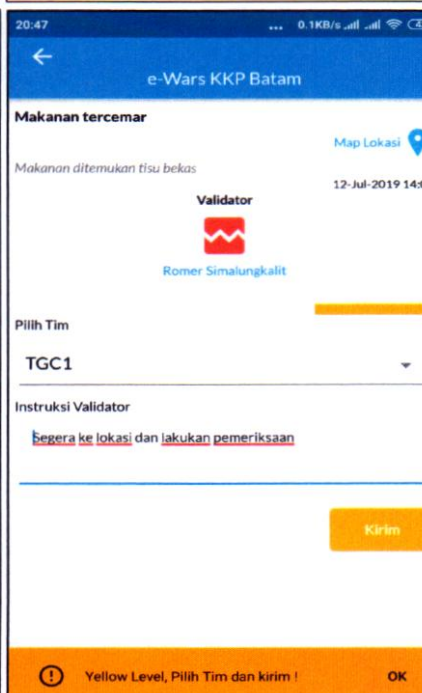 20:47 ... 0.1KB/s
e-Wars KKP Batam
Makanan tercemar
Map Lokasi
Makanan ditemukan tisu bekas
12-Jul-2019 14:
Validator
Romer Simalungkalit
Pilih Tim
TGC1
Instruksi Validator
Segera ke lokasi dan lakukan pemeriksaan
Kirim
Yellow Level, Pilih Tim dan kirim ! OK